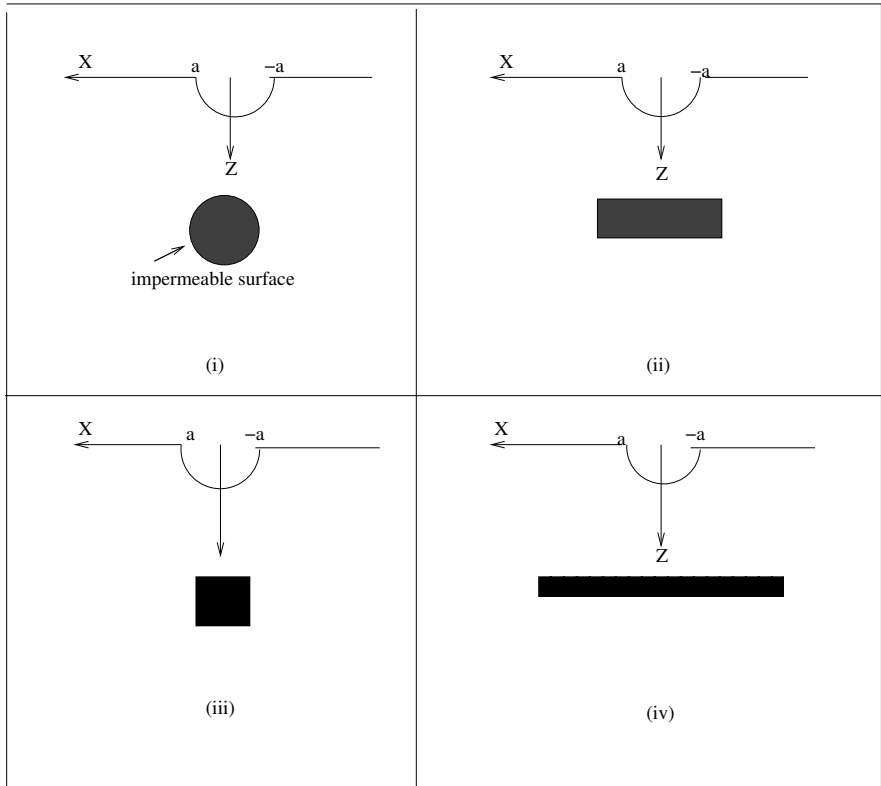 X a −a
Z
impermeable surface
(i)
X a −a
Z
(ii)
X a −a
(iii)
X a −a
Z
(iv)